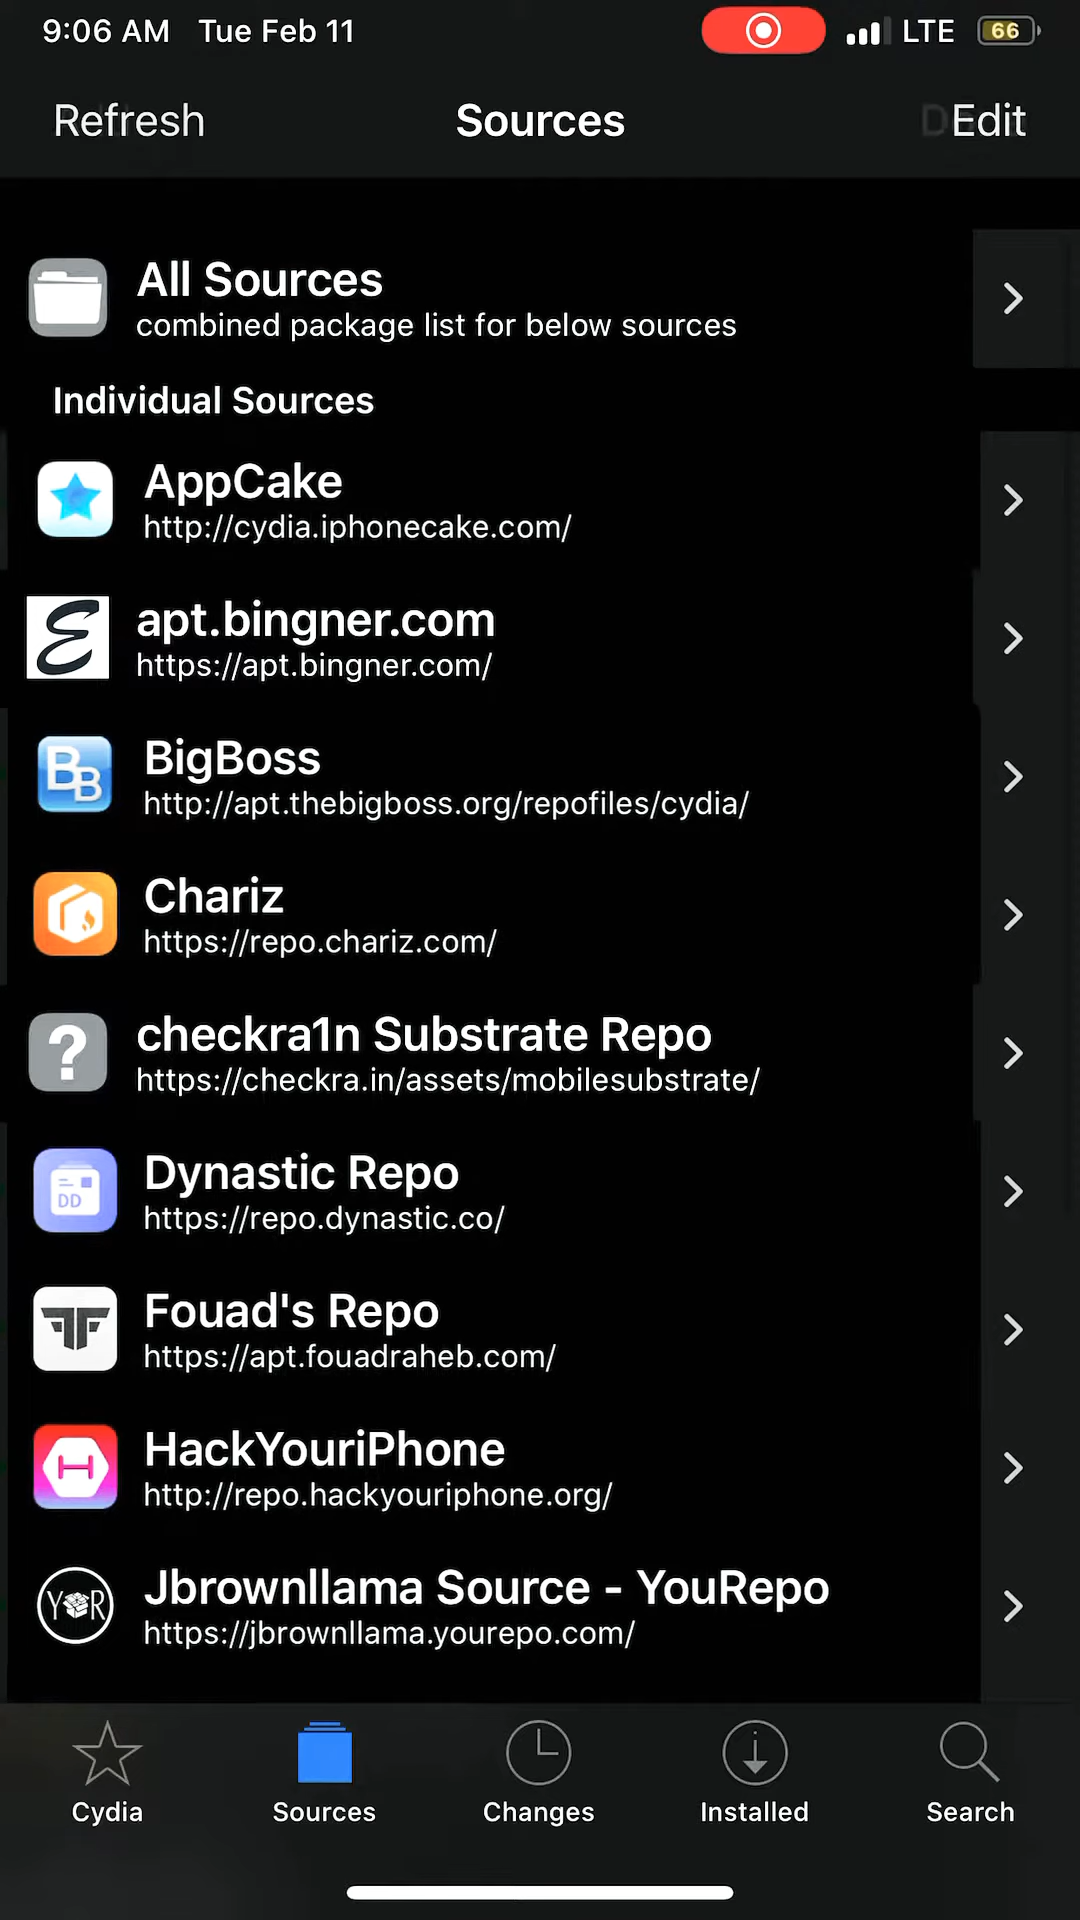 9:06 AM Tue Feb 11 LTE 66
Refresh Sources Edit
All Sources
combined package list for below sources
Individual Sources
AppCake
http://cydia.iphonecake.com/
apt.bingner.com
https://apt.bingner.com/
BB
BigBoss
http://apt.thebigboss.org/repofiles/cydia/
Chariz
https://repo.chariz.com/
?
checkra1n Substrate Repo
https://checkra.in/assets/mobilesubstrate/
DD
Dynastic Repo
https://repo.dynastic.co/
Fouad's Repo
https://apt.fouadraheb.com/
H
HackYouriPhone
http://repo.hackyouriphone.org/
Y R
Jbrownllama Source - YouRepo
https://jbrownllama.yourepo.com/
Cydia Sources Changes Installed Search